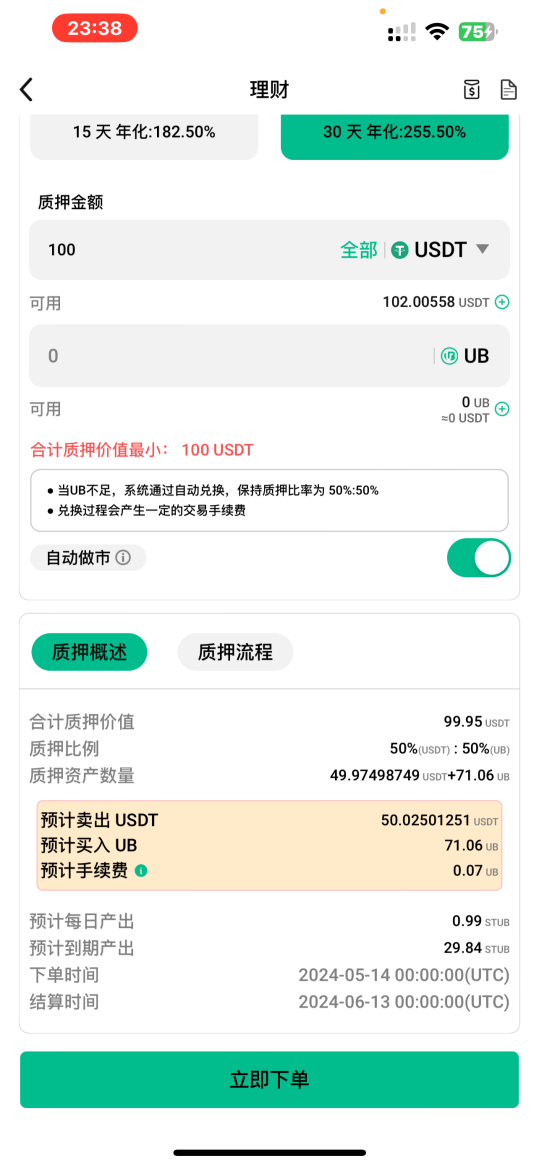 23:38
75
理财
15 天 年化:182.50%
30 天 年化:255.50%
质押金额
100 全部 USDT
可用 102.00558 USDT
0 UB
可用 0 UB
≈0 USDT
合计质押价值最小： 100 USDT
● 当UB不足，系统通过自动兑换，保持质押比率为 50%:50%
● 兑换过程会产生一定的交易手续费
自动做市
质押概述 质押流程
合计质押价值 99.95 USDT
质押比例 50%(USDT) : 50%(UB)
质押资产数量 49.97498749 USDT+71.06 UB
预计卖出 USDT 50.02501251 USDT
预计买入 UB 71.06 UB
预计手续费 0.07 UB
预计每日产出 0.99 STUB
预计到期产出 29.84 STUB
下单时间 2024-05-14 00:00:00(UTC)
结算时间 2024-06-13 00:00:00(UTC)
立即下单